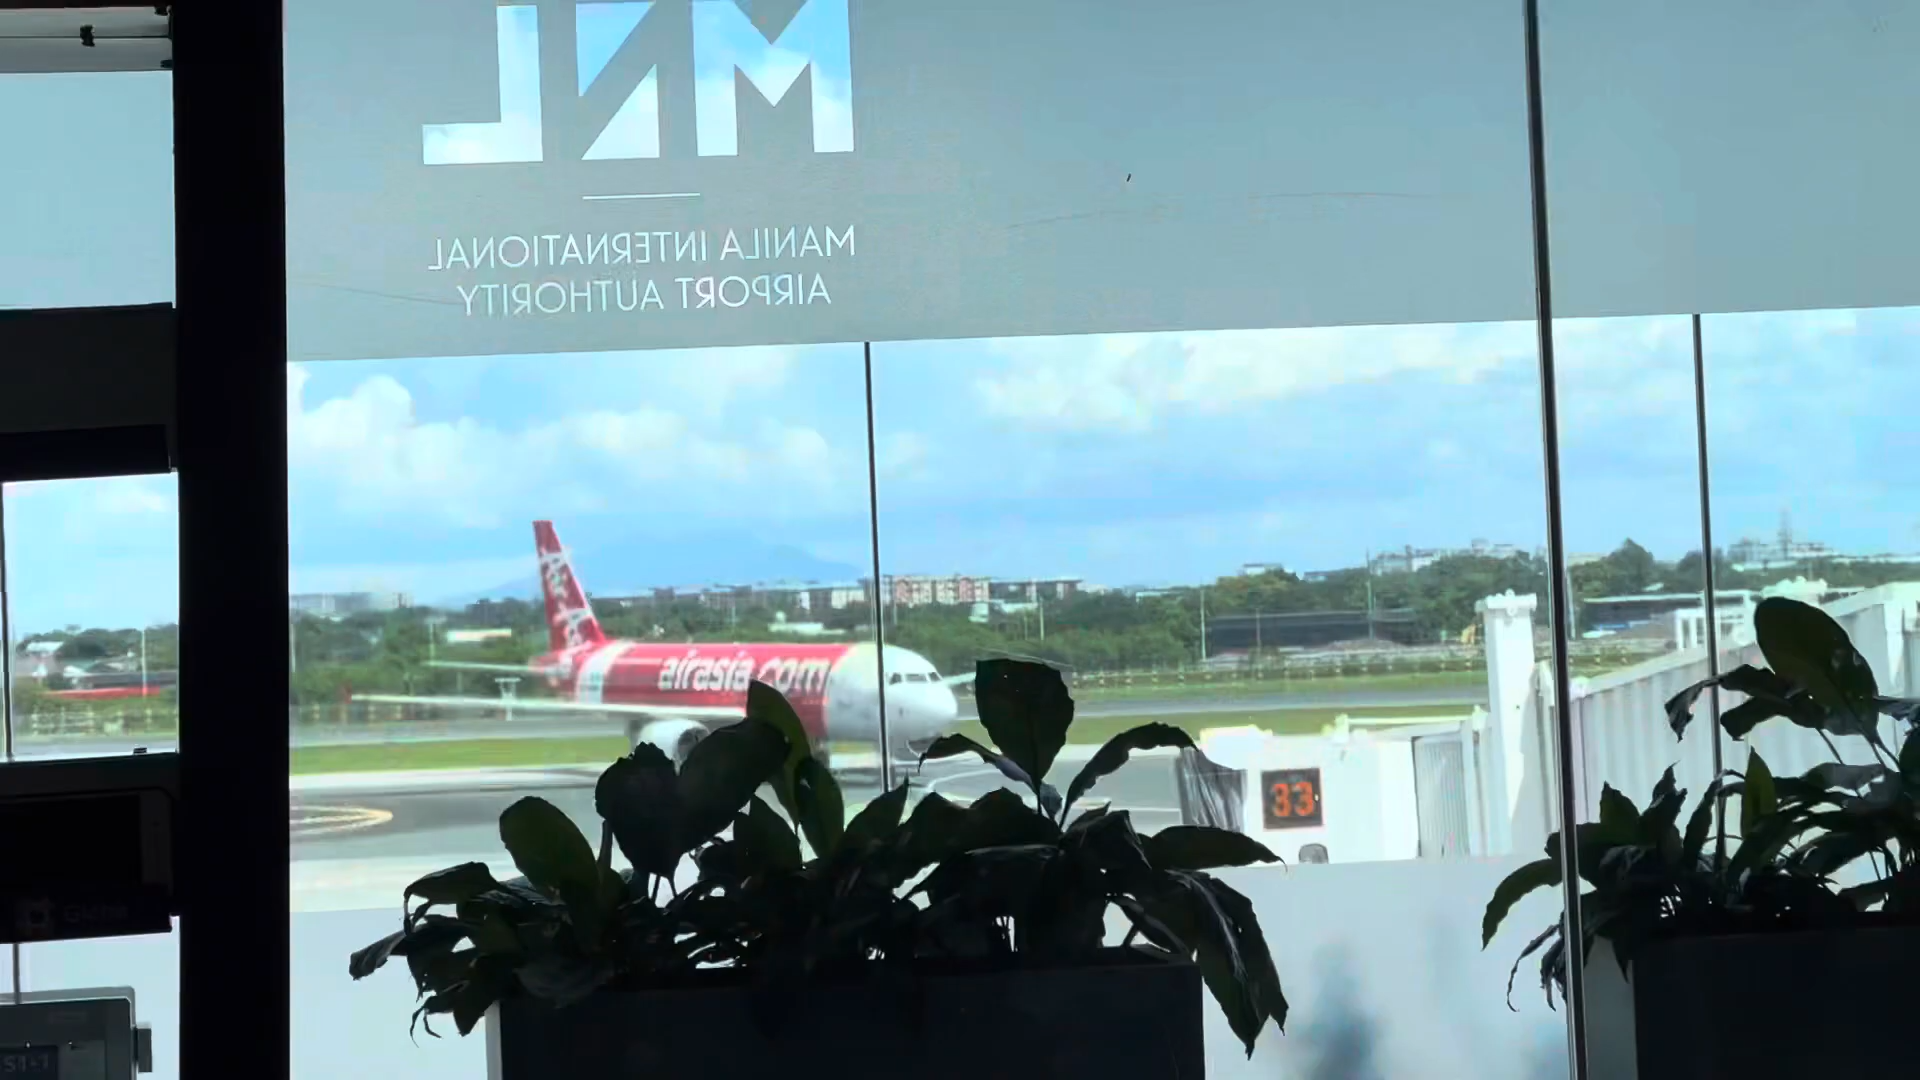 MNL
MANILA INTERNATIONAL
AIRPORT AUTHORITY
airasia.com
33